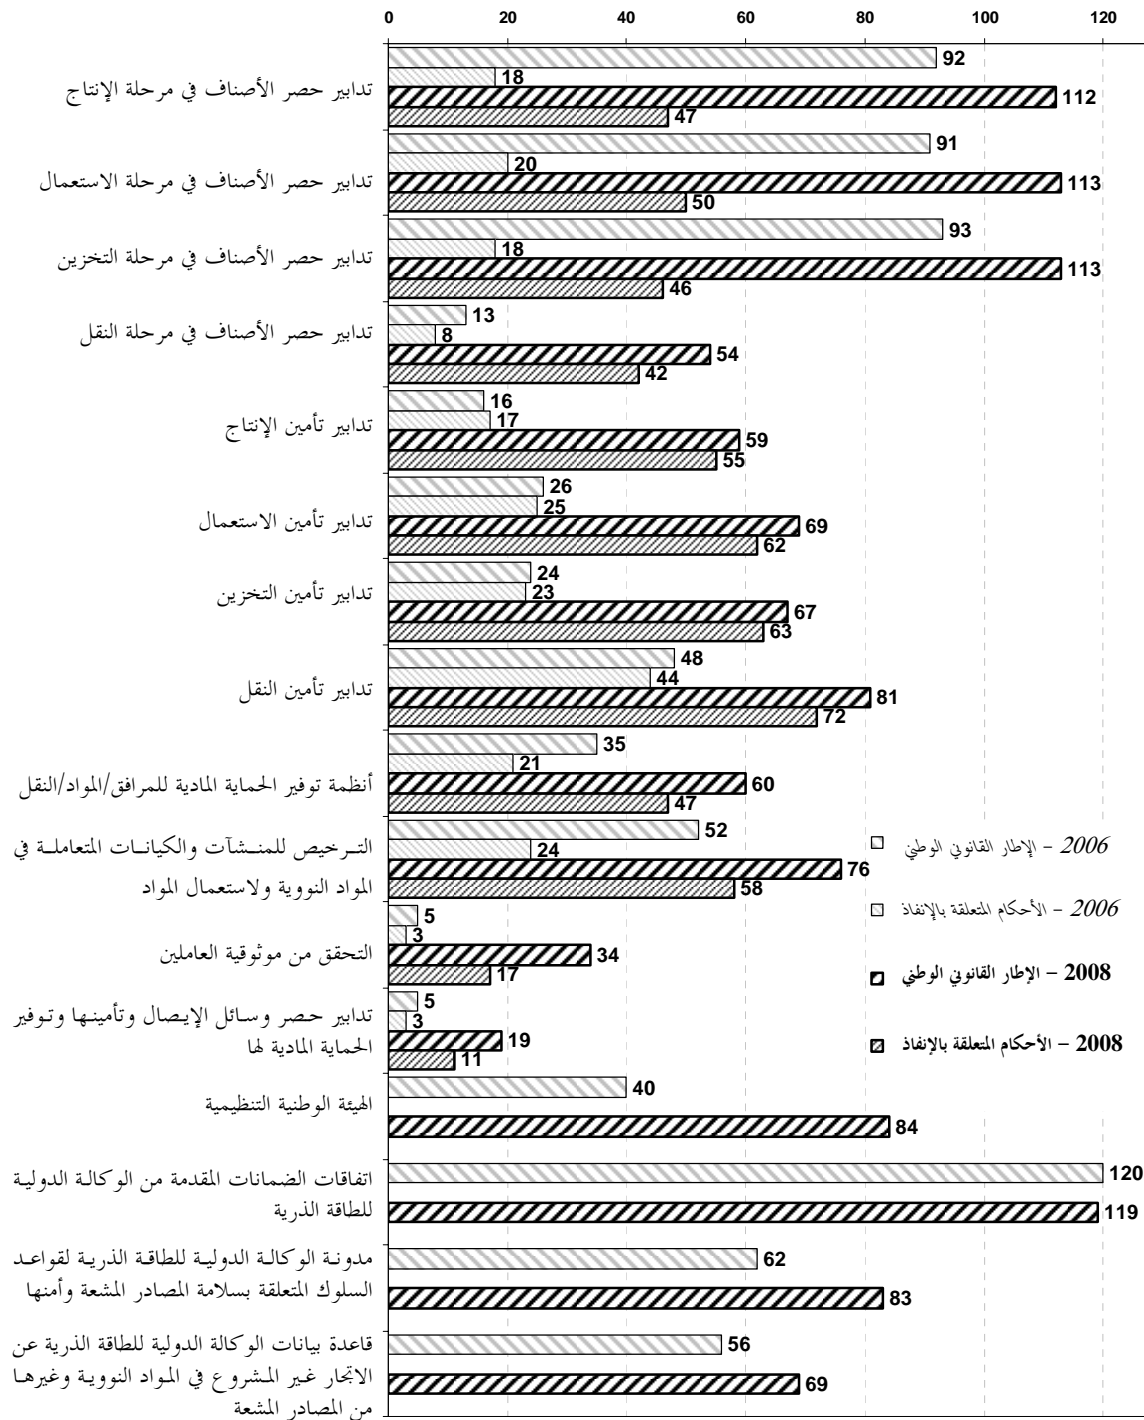 0 20 40 60 80 100 120
تدابير حصر الأصناف في مرحلة الإنتاج
92
18
112
47
تدابير حصر الأصناف في مرحلة الاستعمال
91
20
113
50
تدابير حصر الأصناف في مرحلة التخزين
93
18
113
46
تدابير حصر الأصناف في مرحلة النقل
13
8
54
42
تدابير تأمين الإنتاج
16
17
59
55
تدابير تأمين الاستعمال
26
25
69
62
تدابير تأمين التخزين
24
23
67
63
تدابير تأمين النقل
48
44
81
72
أنظمة توفير الحماية المادية للمرافق/المواد/النقل
35
21
60
47
الترخيص للمنشآت والكيانات المتعاملة في
المواد النووية ولاستعمال المواد
52
24
76
58
التحقق من موثوقية العاملين
5
3
34
17
تدابير حصر وسائل الإيصال وتأمينها وتوفير
الحماية المادية لها
5
3
19
11
الهيئة الوطنية التنظيمية
40
84
اتفاقات الضمانات المقدمة من الوكالة الدولية
للطاقة الذرية
120
119
مدونة الوكالة الدولية للطاقة الذرية لقواعد
السلوك المتعلقة بسلامة المصادر المشعة وأمنها
62
83
قاعدة بيانات الوكالة الدولية للطاقة الذرية عن
الاتجار غير المشروع في المواد النووية وغيرها
من المصادر المشعة
56
69
2006 – الإطار القانوني الوطني
2006 – الأحكام المتعلقة بالإنفاذ
2008 – الإطار القانوني الوطني
2008 – الأحكام المتعلقة بالإنفاذ